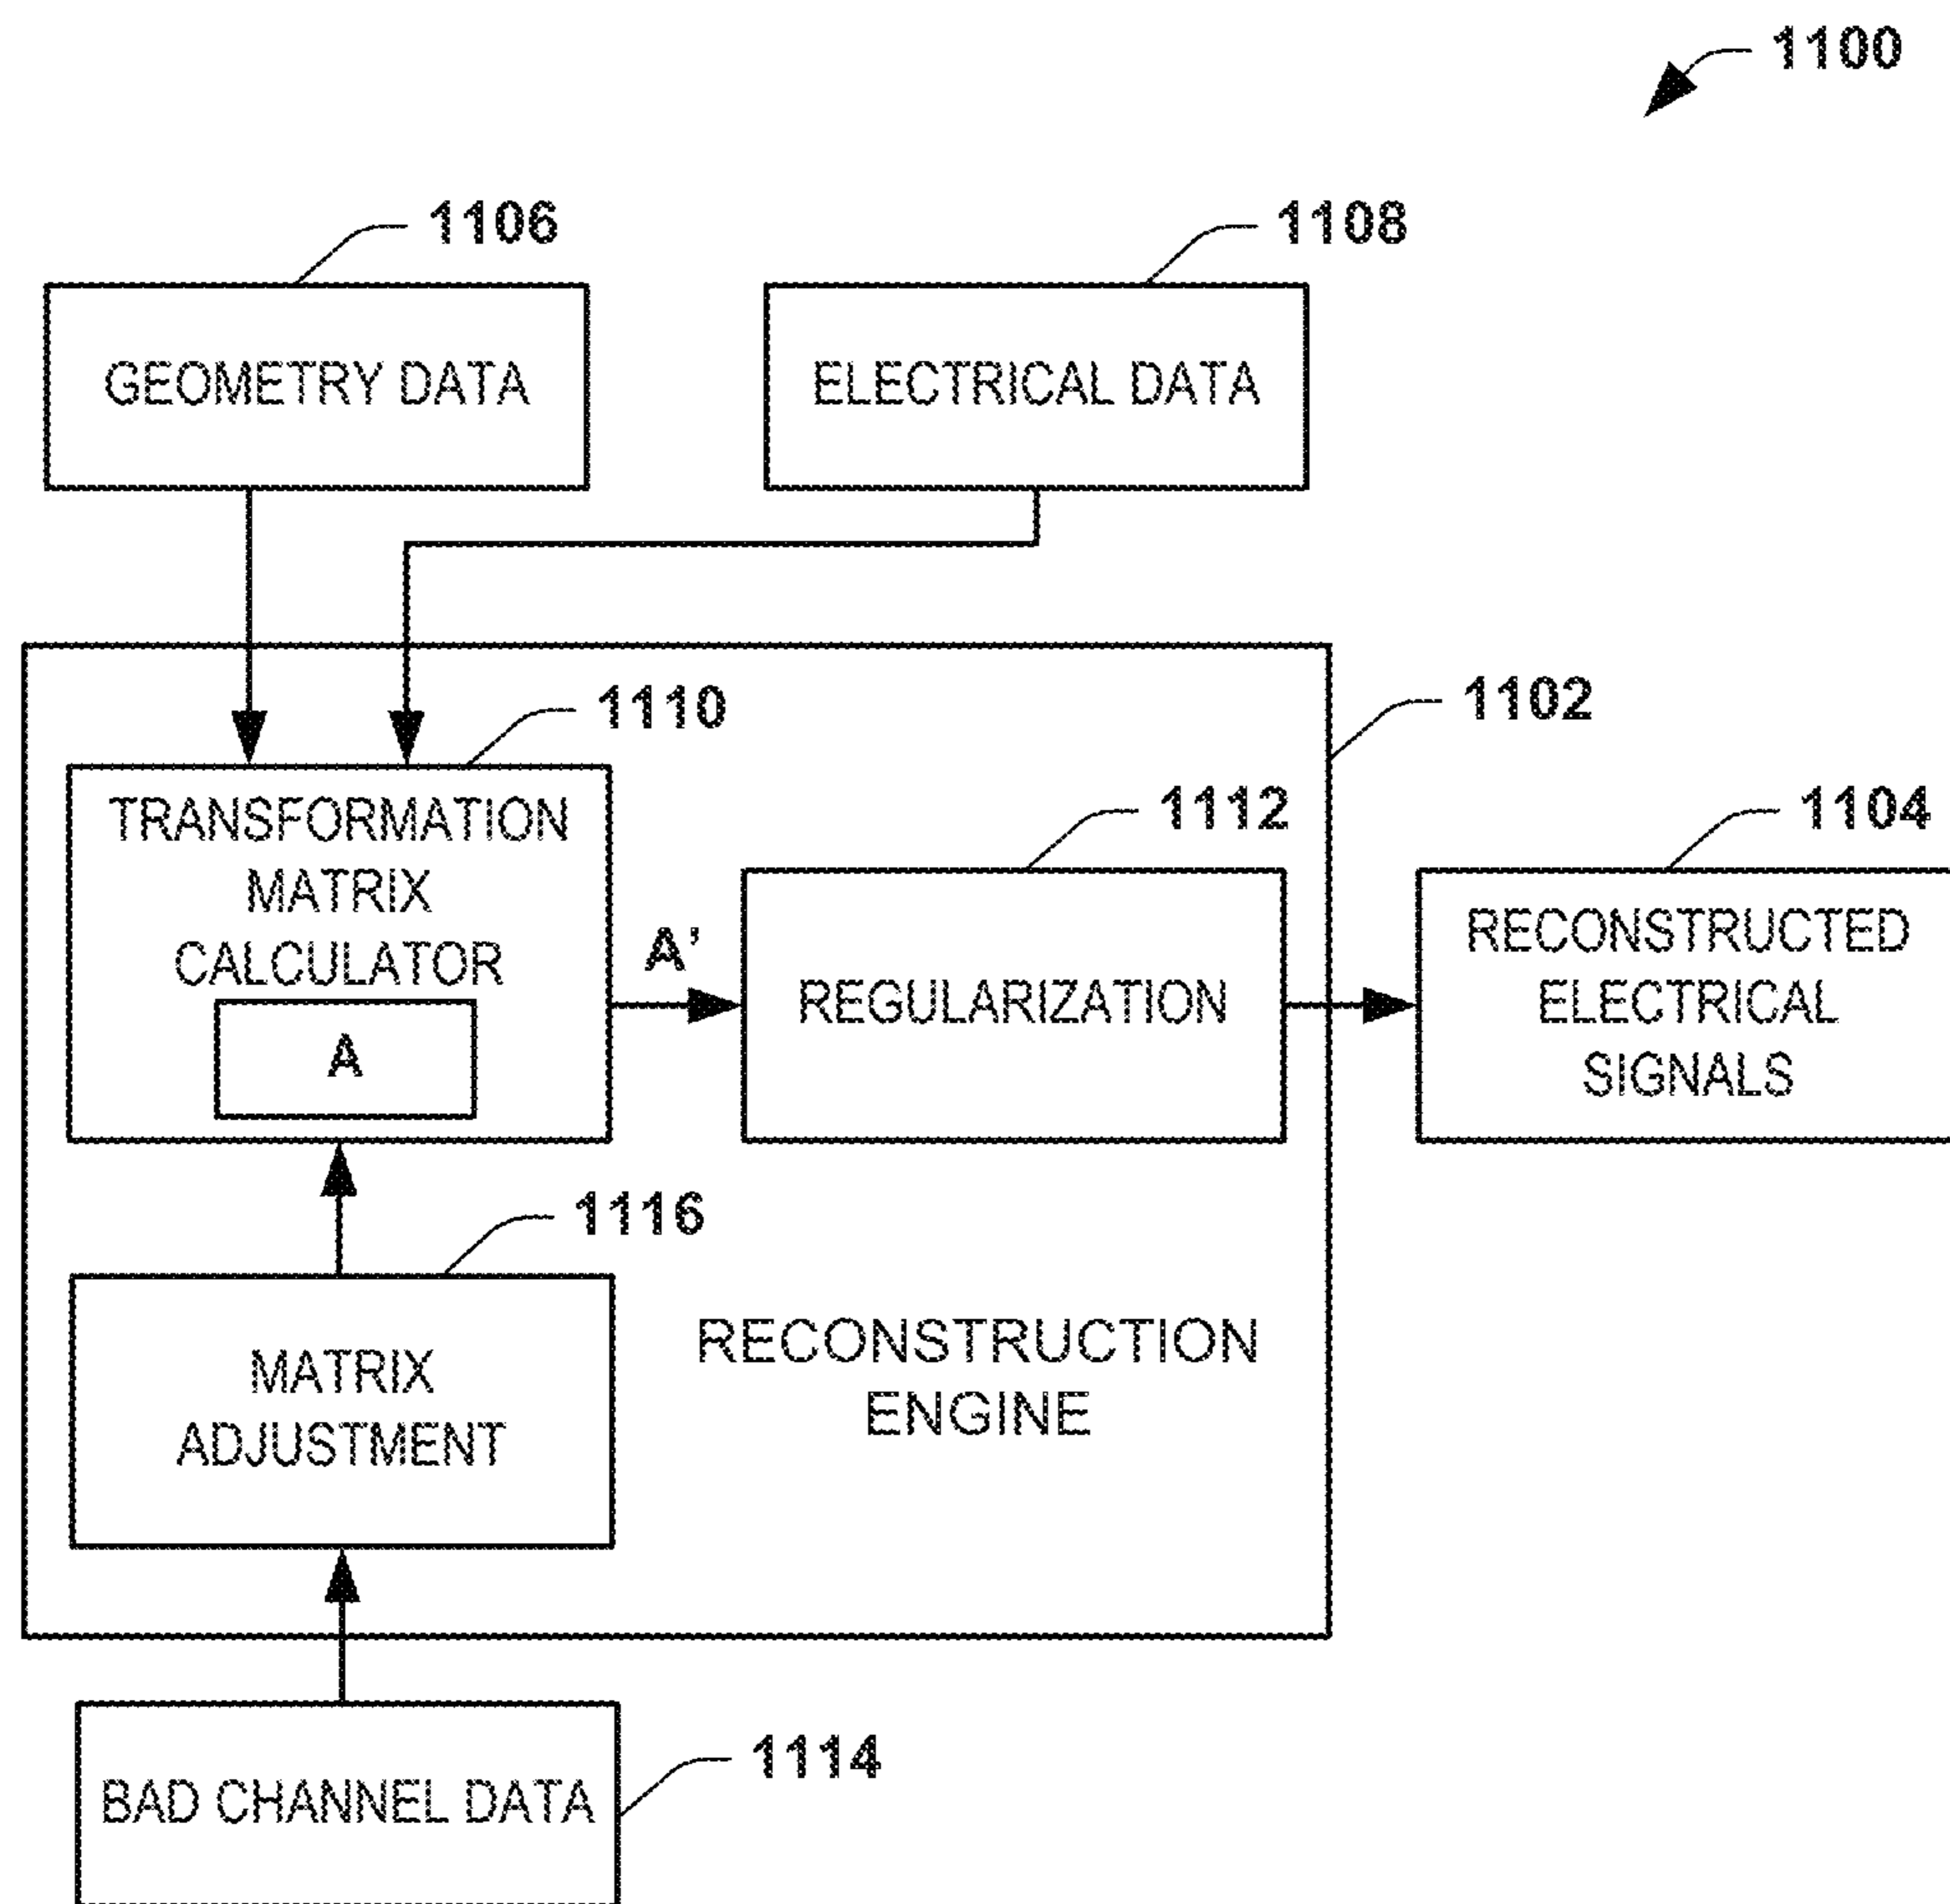 1100
1106
1108
GEOMETRY DATA
ELECTRICAL DATA
1110
1102
TRANSFORMATION
MATRIX
CALCULATOR
A
A'
1112
REGULARIZATION
1104
RECONSTRUCTED
ELECTRICAL
SIGNALS
1116
MATRIX
ADJUSTMENT
RECONSTRUCTION
ENGINE
1114
BAD CHANNEL DATA